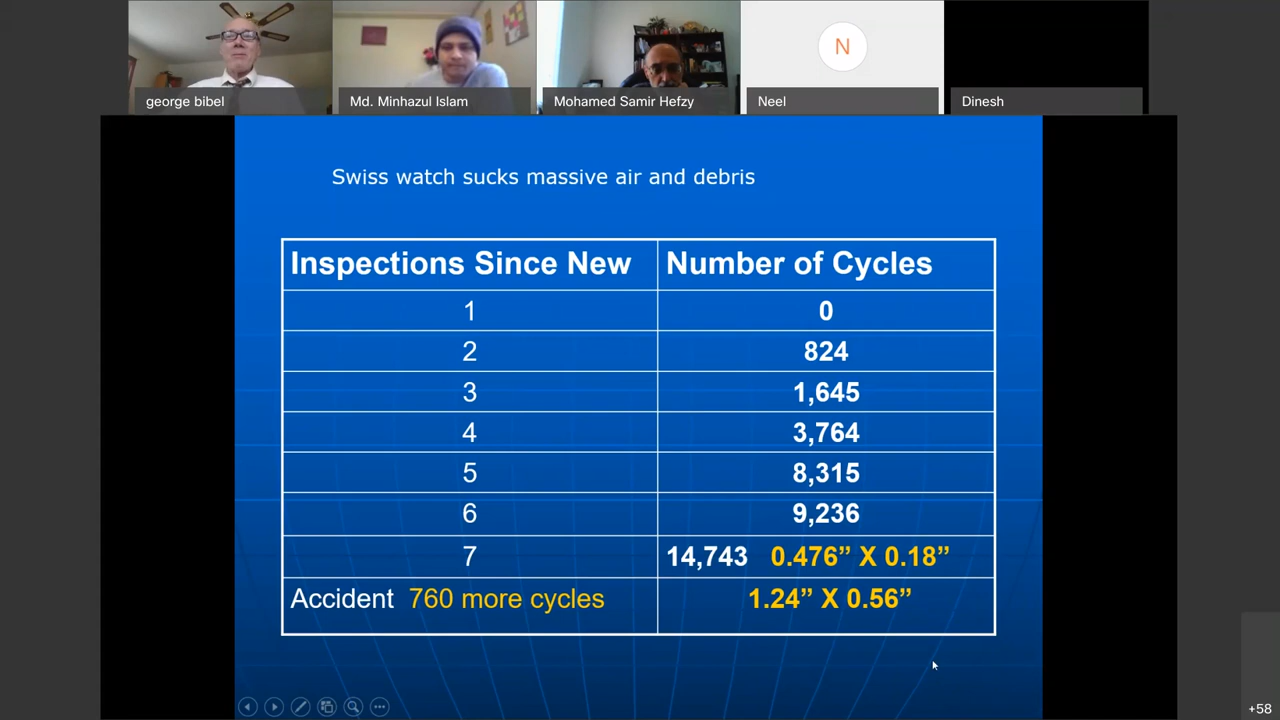 george bibel
Md. Minhazul Islam
Mohamed Samir Hefzy
N
Neel
Dinesh
Swiss watch sucks massive air and debris
Inspections Since New Number of Cycles
1 0
2 824
3 1,645
4 3,764
5 8,315
6 9,236
7 14,743 0.476” X 0.18”
Accident 760 more cycles 1.24” X 0.56”
+58